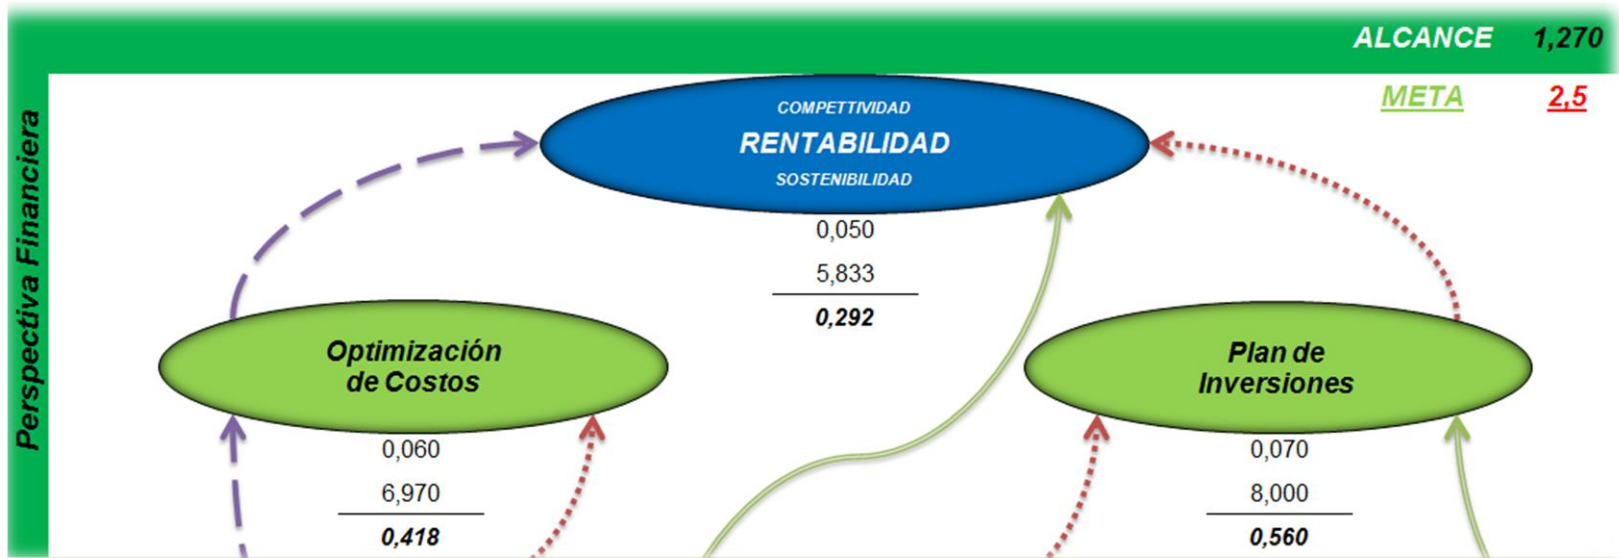 ALCANCE 1,270
META 2,5
Perspectiva Financiera
COMPETTIVIDAD
RENTABILIDAD
SOSTENIBILIDAD
0,050
5,833
0,292
Optimización
de Costos
0,060
6,970
0,418
Plan de
Inversiones
0,070
8,000
0,560